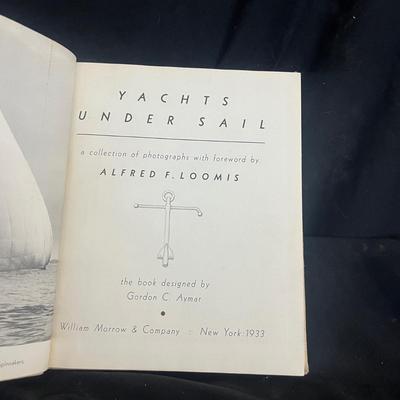 YACHTS
UNDER SAIL
a collection of photographs with foreword by
ALFRED F. LOOMIS
the book designed by
Gordon C. Aymar
William Morrow & Company : New York: 1933